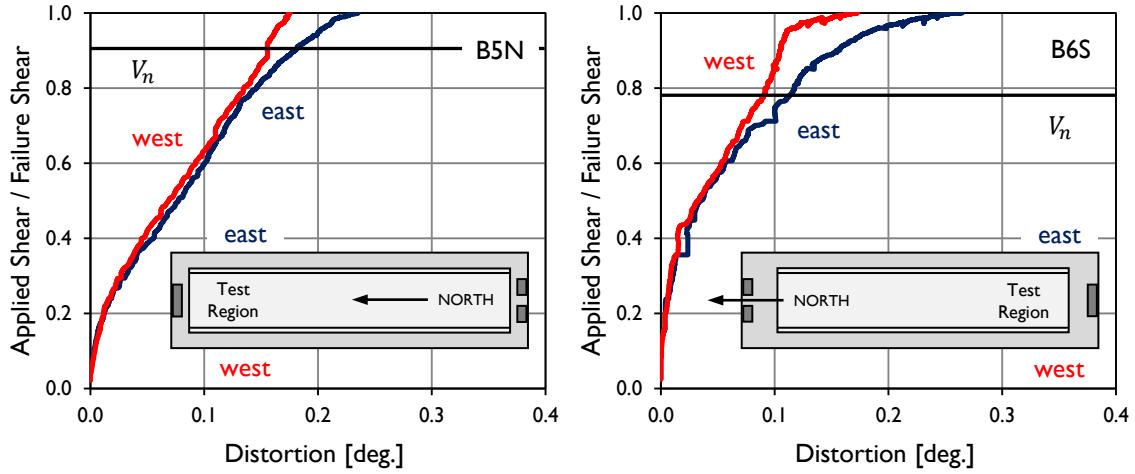 Applied Shear / Failure Shear
1.0
0.8
0.6
0.4
0.2
0.0
B5N
Vn
east
west
east
Test
Region
NORTH
west
0.0 0.1 0.2 0.3 0.4
Distortion [deg.]
Applied Shear / Failure Shear
1.0
0.8
0.6
0.4
0.2
0.0
B6S
west
east
Vn
east
NORTH
Test
Region
west
0.0 0.1 0.2 0.3 0.4
Distortion [deg.]